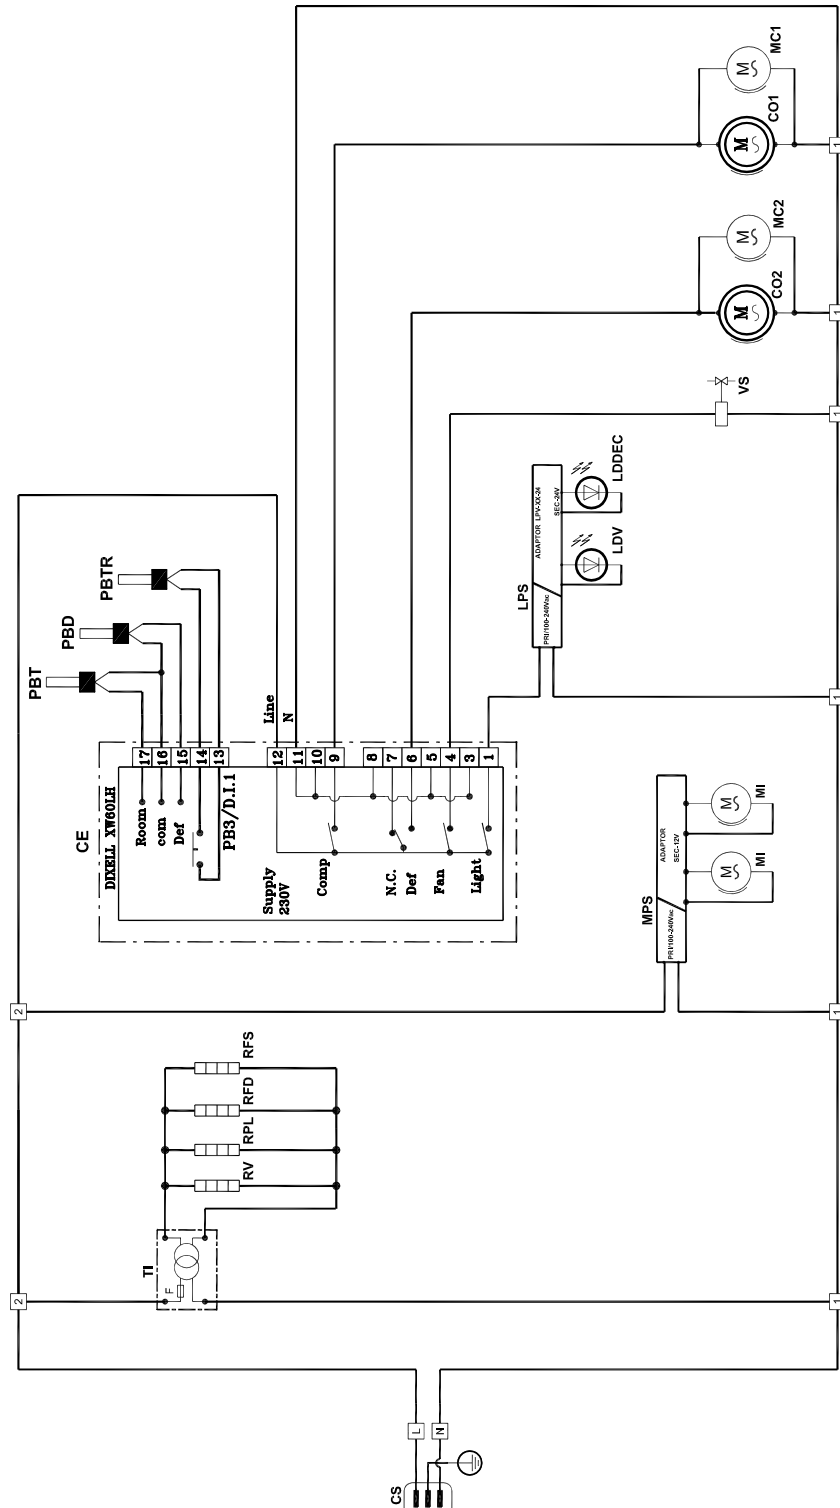 MC1
M
CO1
M
1
MC2
M
CO2
M
1
VS
1
LDDEC
LDV
LPS
ADAPTOR LPV-XX-24
SEC-24V
PRI/100-240Vac
1
PBTR
PBD
PBT
Line
N
17
16
15
14
13
12
11
10
9
8
7
6
5
4
3
1
CE
DIXELL XW60LH
Room
com
Def
PB3/D.I.1
Supply
230V
Comp
N.C.
Def
Fan
Light
MPS
ADAPTOR
SEC-12V
PRI/100-240Vac
M
MI
M
MI
2
1
RFS
RFD
RPL
RV
TI
F
2
1
L
N
CS